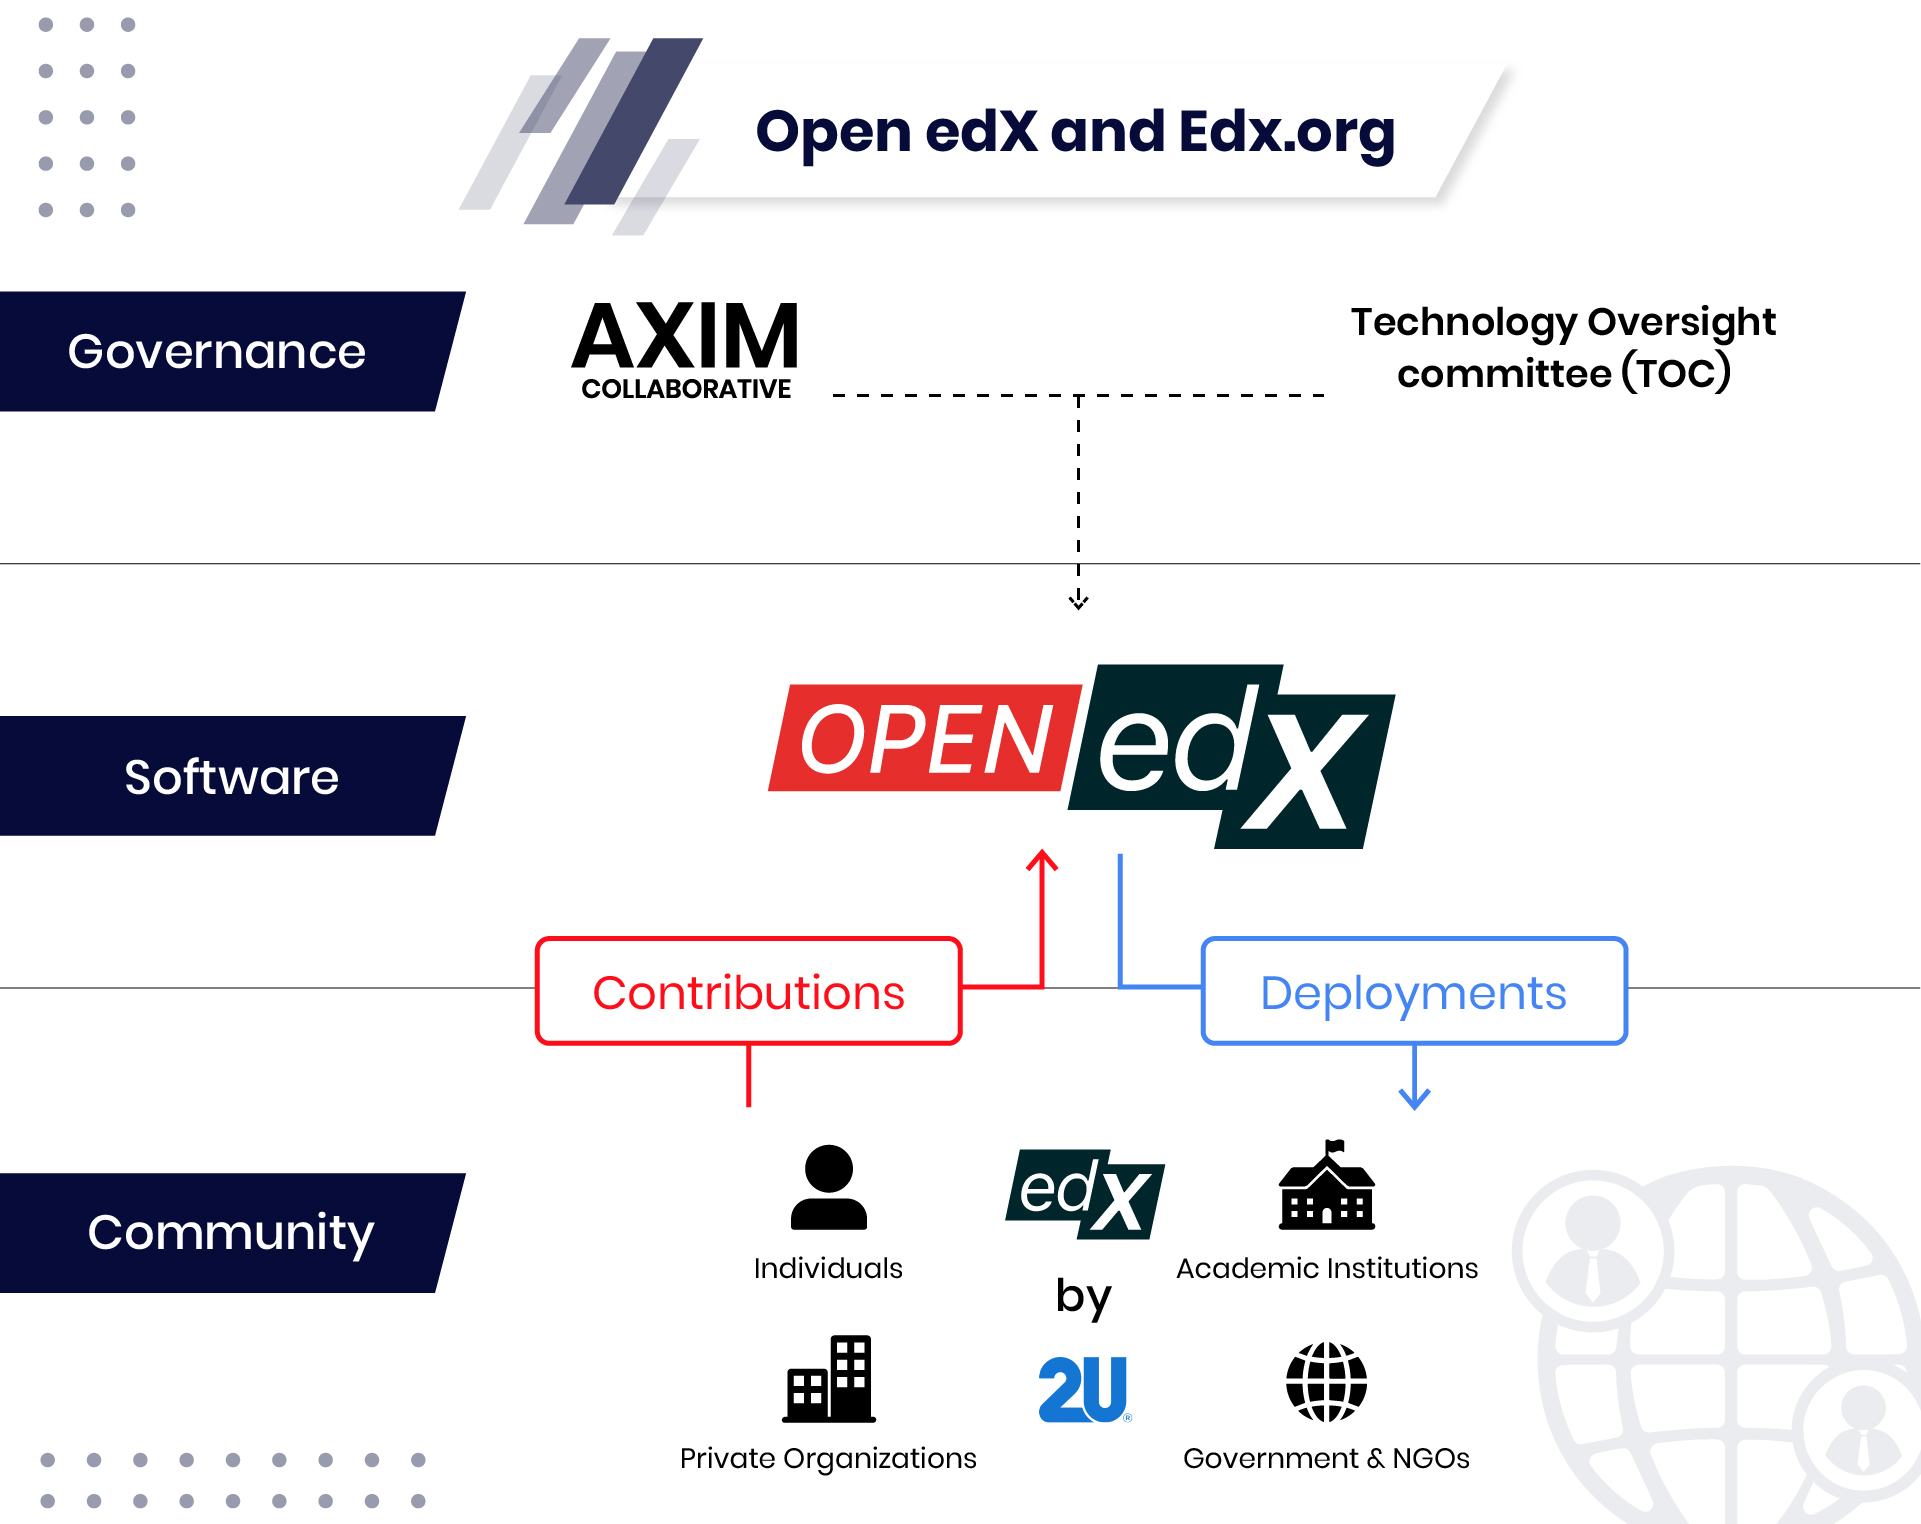 Open edX and Edx.org
Governance
AXIM
COLLABORATIVE
Technology Oversight
committee (TOC)
Software
OPEN edX
Contributions
Deployments
Community
Individuals
edX
by
2U®
Academic Institutions
Private Organizations
Government & NGOs